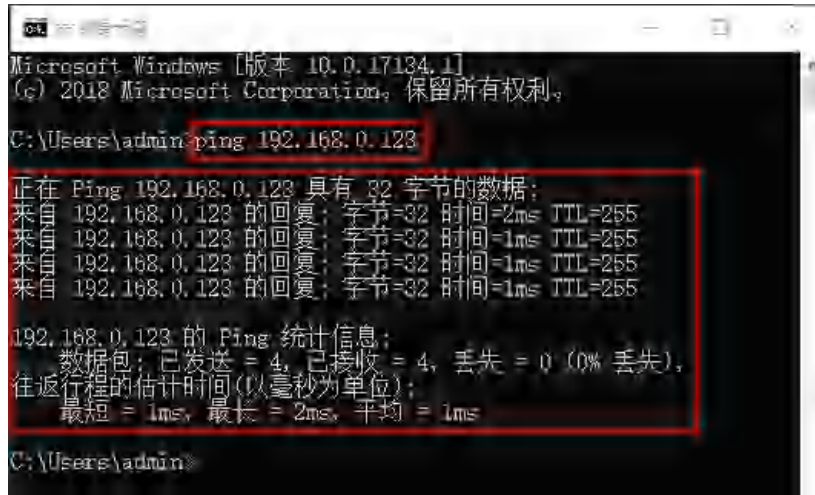 Microsoft Windows [版本 10.0.17134.1]
(c) 2018 Microsoft Corporation。保留所有权利。
C:\Users\admin>ping 192.168.0.123
正在 Ping 192.168.0.123 具有 32 字节的数据:
来自 192.168.0.123 的回复: 字节=32 时间=2ms TTL=255
来自 192.168.0.123 的回复: 字节=32 时间=1ms TTL=255
来自 192.168.0.123 的回复: 字节=32 时间=1ms TTL=255
来自 192.168.0.123 的回复: 字节=32 时间=1ms TTL=255
192.168.0.123 的 Ping 统计信息:
数据包: 已发送 = 4, 已接收 = 4, 丢失 = 0 (0% 丢失),
往返行程的估计时间(以毫秒为单位):
最短 = 1ms, 最长 = 2ms, 平均 = 1ms
C:\Users\admin>